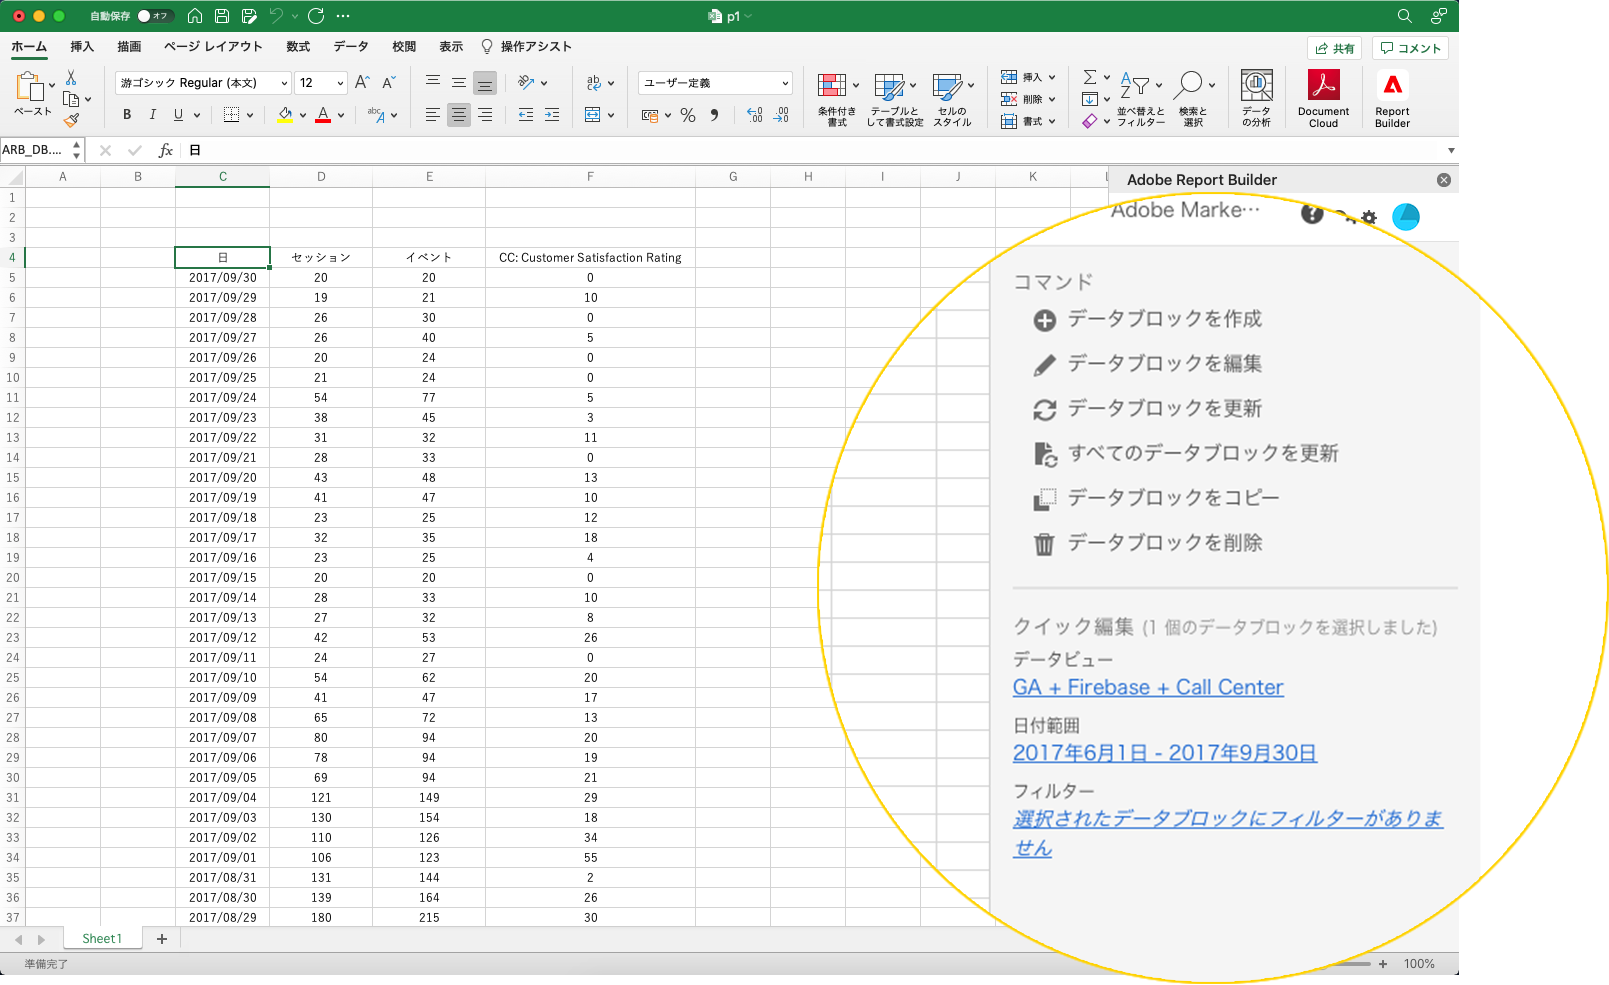 自動保存 オフ
p1
ホーム 挿入 描画 ページ レイアウト 数式 データ 校閲 表示 操作アシスト 共有 コメント
ペースト
游ゴシック Regular (本文) 12
B I U A abc
ab
ユーザー定義
% 
条件付き
書式
テーブルと
して書式設定
セルの
スタイル
挿入
削除
書式
並べ替えと
フィルター
検索と
選択
データ
の分析
Document
Cloud
Report
Builder
ARB_DB.... fx 日
A B C D E F G H I J K L
Adobe Report Builder
Adobe Marke…
1
2
3
4 日 セッション イベント CC: Customer Satisfaction Rating
5 2017/09/30 20 20 0
6 2017/09/29 19 21 10
7 2017/09/28 26 30 0
8 2017/09/27 26 40 5
9 2017/09/26 20 24 0
10 2017/09/25 21 24 0
11 2017/09/24 54 77 5
12 2017/09/23 38 45 3
13 2017/09/22 31 32 11
14 2017/09/21 28 33 0
15 2017/09/20 43 48 13
16 2017/09/19 41 47 10
17 2017/09/18 23 25 12
18 2017/09/17 32 35 18
19 2017/09/16 23 25 4
20 2017/09/15 20 20 0
21 2017/09/14 28 33 10
22 2017/09/13 27 32 8
23 2017/09/12 42 53 26
24 2017/09/11 24 27 0
25 2017/09/10 54 62 20
26 2017/09/09 41 47 17
27 2017/09/08 65 72 13
28 2017/09/07 80 94 20
29 2017/09/06 78 94 19
30 2017/09/05 69 94 21
31 2017/09/04 121 149 29
32 2017/09/03 130 154 18
33 2017/09/02 110 126 34
34 2017/09/01 106 123 55
35 2017/08/31 131 144 2
36 2017/08/30 139 164 26
37 2017/08/29 180 215 30
コマンド
データブロックを作成
データブロックを編集
データブロックを更新
すべてのデータブロックを更新
データブロックをコピー
データブロックを削除
クイック編集 (1 個のデータブロックを選択しました)
データビュー
GA + Firebase + Call Center
日付範囲
2017年6月1日 - 2017年9月30日
フィルター
選択されたデータブロックにフィルターがありま
せん
Sheet1
準備完了
100%